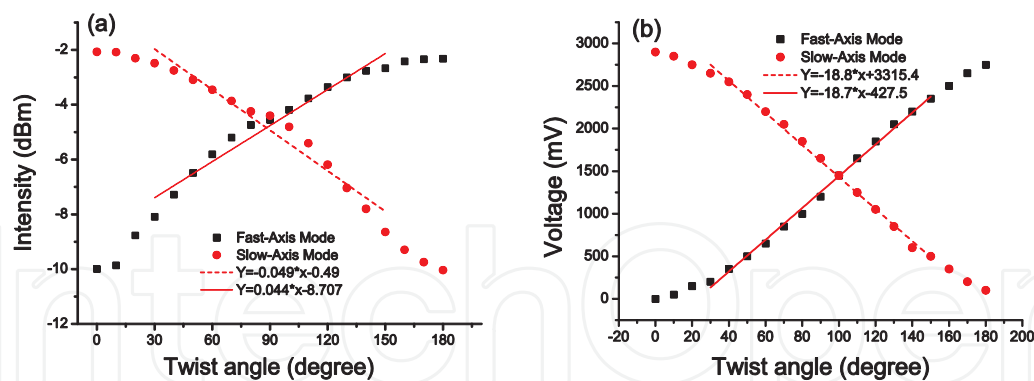 (a)
Intensity (dBm)
-2
-4
-6
-8
-10
-12
0 30 60 90 120 150 180
Twist angle (degree)
Fast-Axis Mode
Slow-Axis Mode
Y=-0.049*x-0.49
Y=0.044*x-8.707
(b)
Voltage (mV)
3000
2500
2000
1500
1000
500
0
-20 0 20 40 60 80 100 120 140 160 180 200
Twist angle (degree)
Fast-Axis Mode
Slow-Axis Mode
Y=-18.8*x+3315.4
Y=-18.7*x-427.5